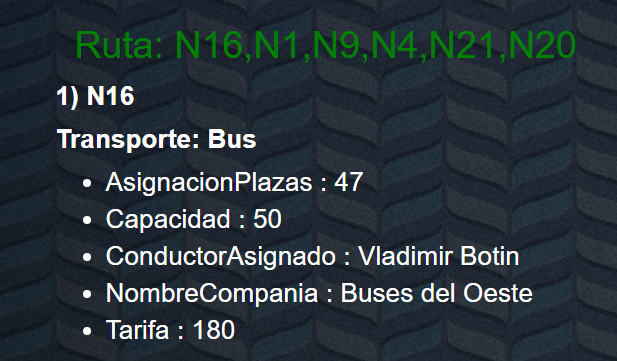 Ruta: N16,N1,N9,N4,N21,N20
1) N16
Transporte: Bus
• AsignacionPlazas : 47
• Capacidad : 50
• ConductorAsignado : Vladimir Botin
• NombreCompania : Buses del Oeste
• Tarifa : 180